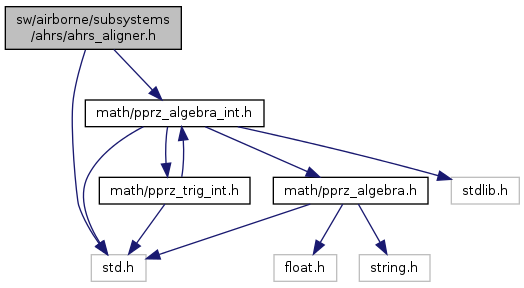 sw/airborne/subsystems
/ahrs/ahrs_aligner.h
math/pprz_algebra_int.h
math/pprz_trig_int.h
math/pprz_algebra.h
stdlib.h
std.h
float.h
string.h